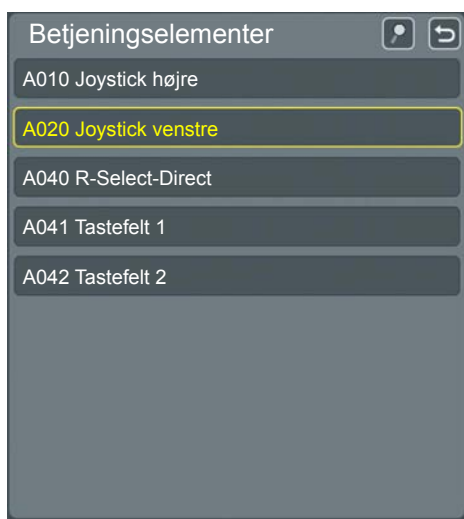 Betjeningselementer
A010 Joystick højre
A020 Joystick venstre
A040 R-Select-Direct
A041 Tastefelt 1
A042 Tastefelt 2